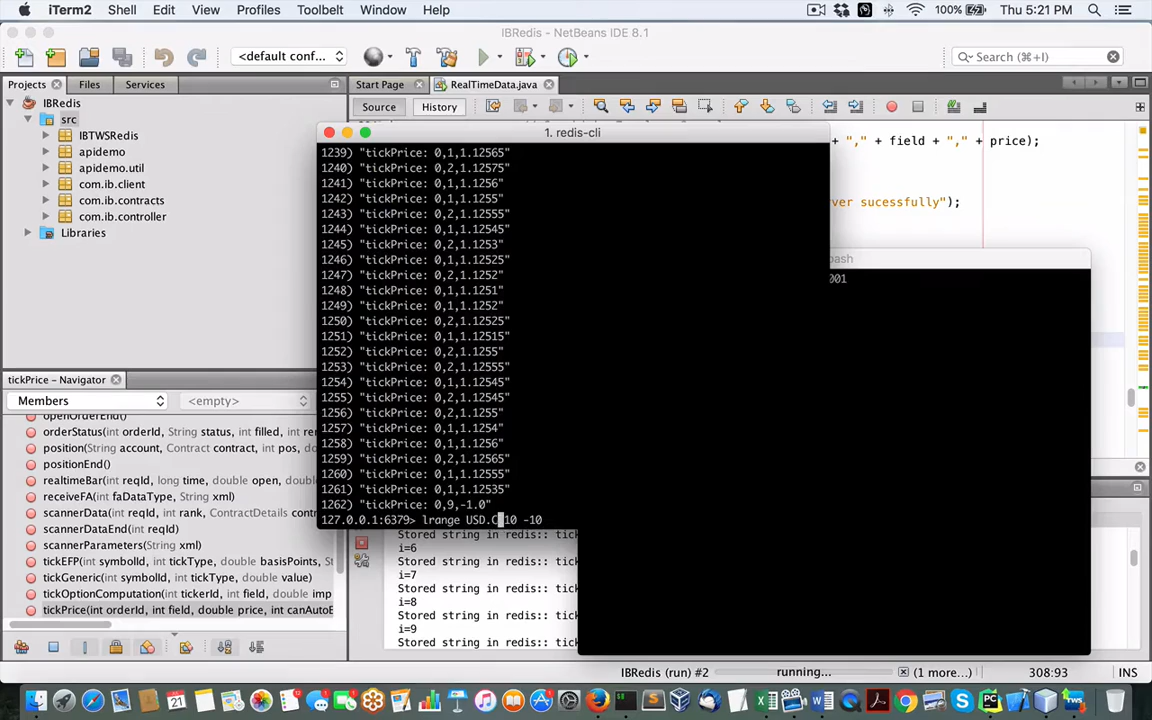 iTerm2 Shell Edit View Profiles Toolbelt Window Help 100% Thu 5:21 PM
IBRedis - NetBeans IDE 8.1
<default conf... Search (⌘+I)
Projects Files Services Start Page RealTimeData.java
IBRedis Source History
src
IBTWSRedis
apidemo
apidemo.util
com.ib.client
com.ib.contracts
com.ib.controller
Libraries
+ "," + field + "," + price);
ver sucessfully");
1. redis-cli
1239) "tickPrice: 0,1,1.12565"
1240) "tickPrice: 0,2,1.12575"
1241) "tickPrice: 0,1,1.1256"
1242) "tickPrice: 0,1,1.1255"
1243) "tickPrice: 0,2,1.12555"
1244) "tickPrice: 0,1,1.12545"
1245) "tickPrice: 0,2,1.1253"
1246) "tickPrice: 0,1,1.12525"
1247) "tickPrice: 0,2,1.1252"
1248) "tickPrice: 0,1,1.1251"
1249) "tickPrice: 0,1,1.1252"
1250) "tickPrice: 0,2,1.12525"
1251) "tickPrice: 0,1,1.12515"
1252) "tickPrice: 0,2,1.1255"
1253) "tickPrice: 0,2,1.12555"
1254) "tickPrice: 0,1,1.12545"
1255) "tickPrice: 0,2,1.12545"
1256) "tickPrice: 0,2,1.1255"
1257) "tickPrice: 0,1,1.1254"
1258) "tickPrice: 0,1,1.1256"
1259) "tickPrice: 0,2,1.12565"
1260) "tickPrice: 0,1,1.12555"
1261) "tickPrice: 0,1,1.12535"
1262) "tickPrice: 0,9,-1.0"
127.0.0.1:6379> lrange USD.C 10 -10
bash
001
tickPrice - Navigator
Members <empty>
openOrderEnd()
orderStatus(int orderId, String status, int filled, int re
position(String account, Contract contract, int pos, do
positionEnd()
realtimeBar(int reqId, long time, double open, double
receiveFA(int faDataType, String xml)
scannerData(int reqId, int rank, ContractDetails contra
scannerDataEnd(int reqId)
scannerParameters(String xml)
tickEFP(int symbolId, int tickType, double basisPoints, S
tickGeneric(int symbolId, int tickType, double value)
tickOptionComputation(int tickerId, int field, double imp
tickPrice(int orderId, int field, double price, int canAutoE
Stored string in redis:: tic
i=6
Stored string in redis:: tick
i=7
Stored string in redis:: tick
i=8
Stored string in redis:: tick
i=9
Stored string in redis:: tick
IBRedis (run) #2 running... (1 more...) 308:93 INS